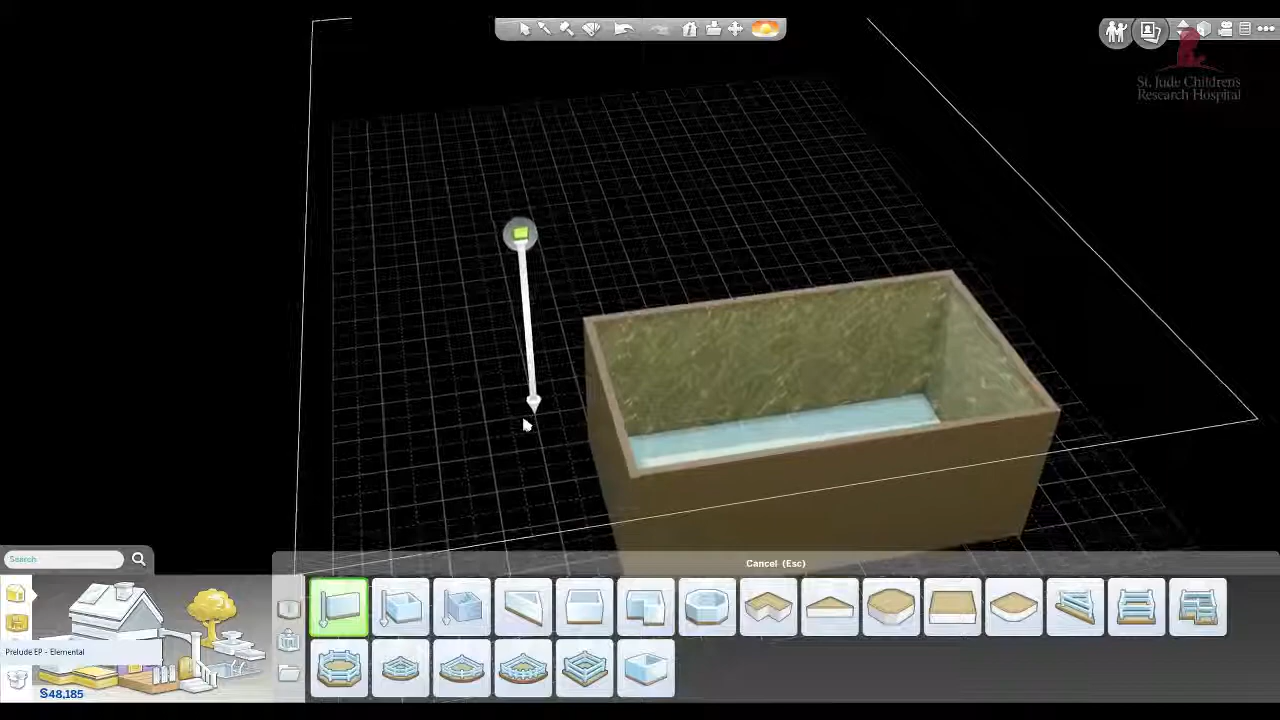 St. Jude Children's
Research Hospital
Cancel (Esc)
Search
Prelude EP - Elemental
§48,185